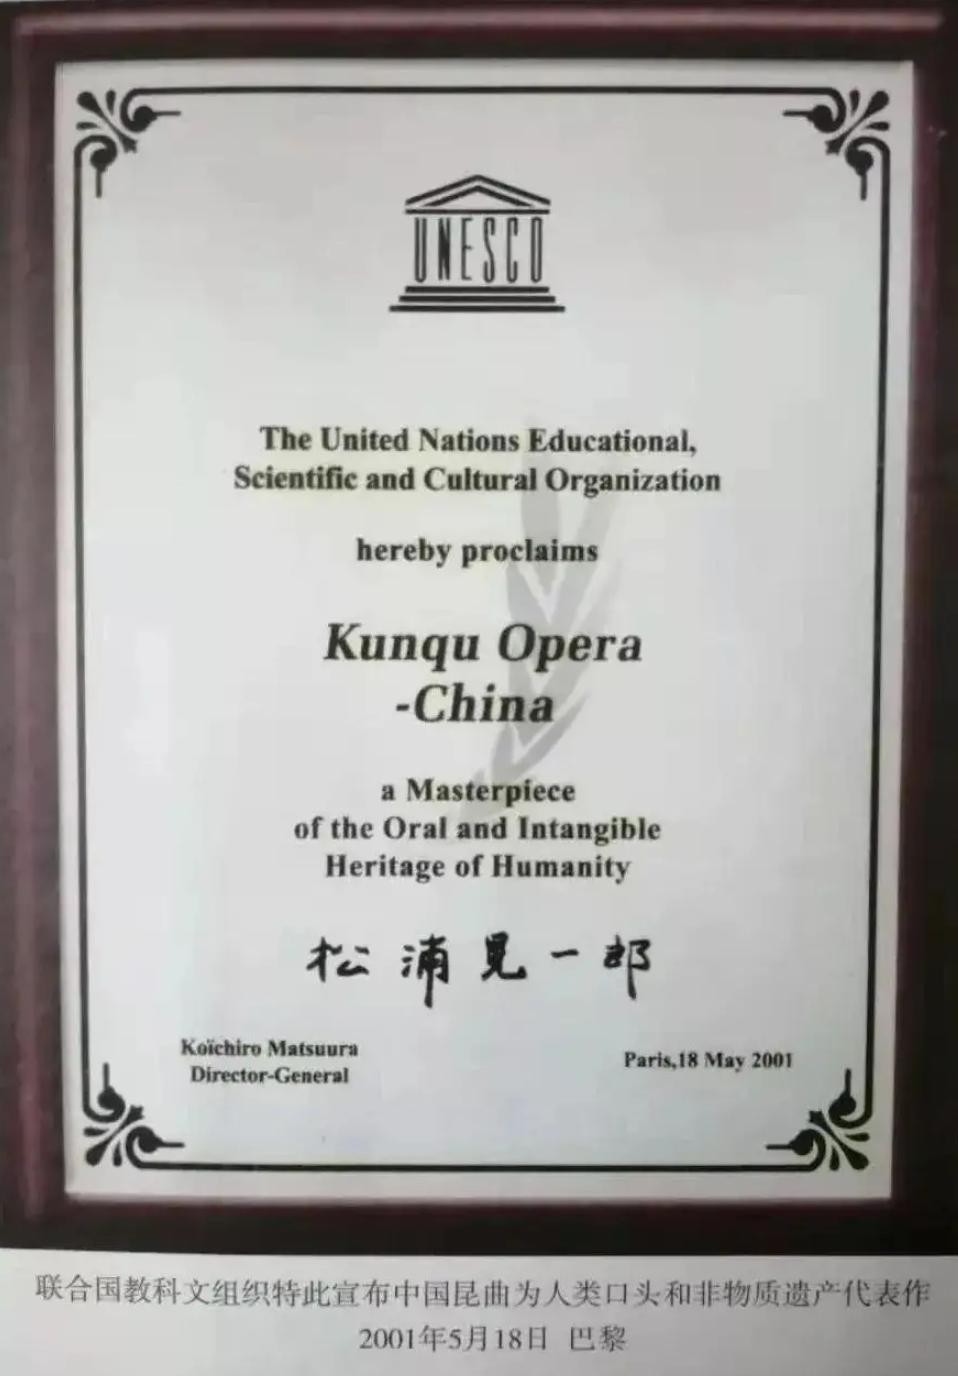 UNESCO
The United Nations Educational,
Scientific and Cultural Organization
hereby proclaims
Kunqu Opera
-China
a Masterpiece
of the Oral and Intangible
Heritage of Humanity
松浦晃一郎
Koïchiro Matsuura
Director-General
Paris,18 May 2001
联合国教科文组织特此宣布中国昆曲为人类口头和非物质遗产代表作
2001年5月18日 巴黎